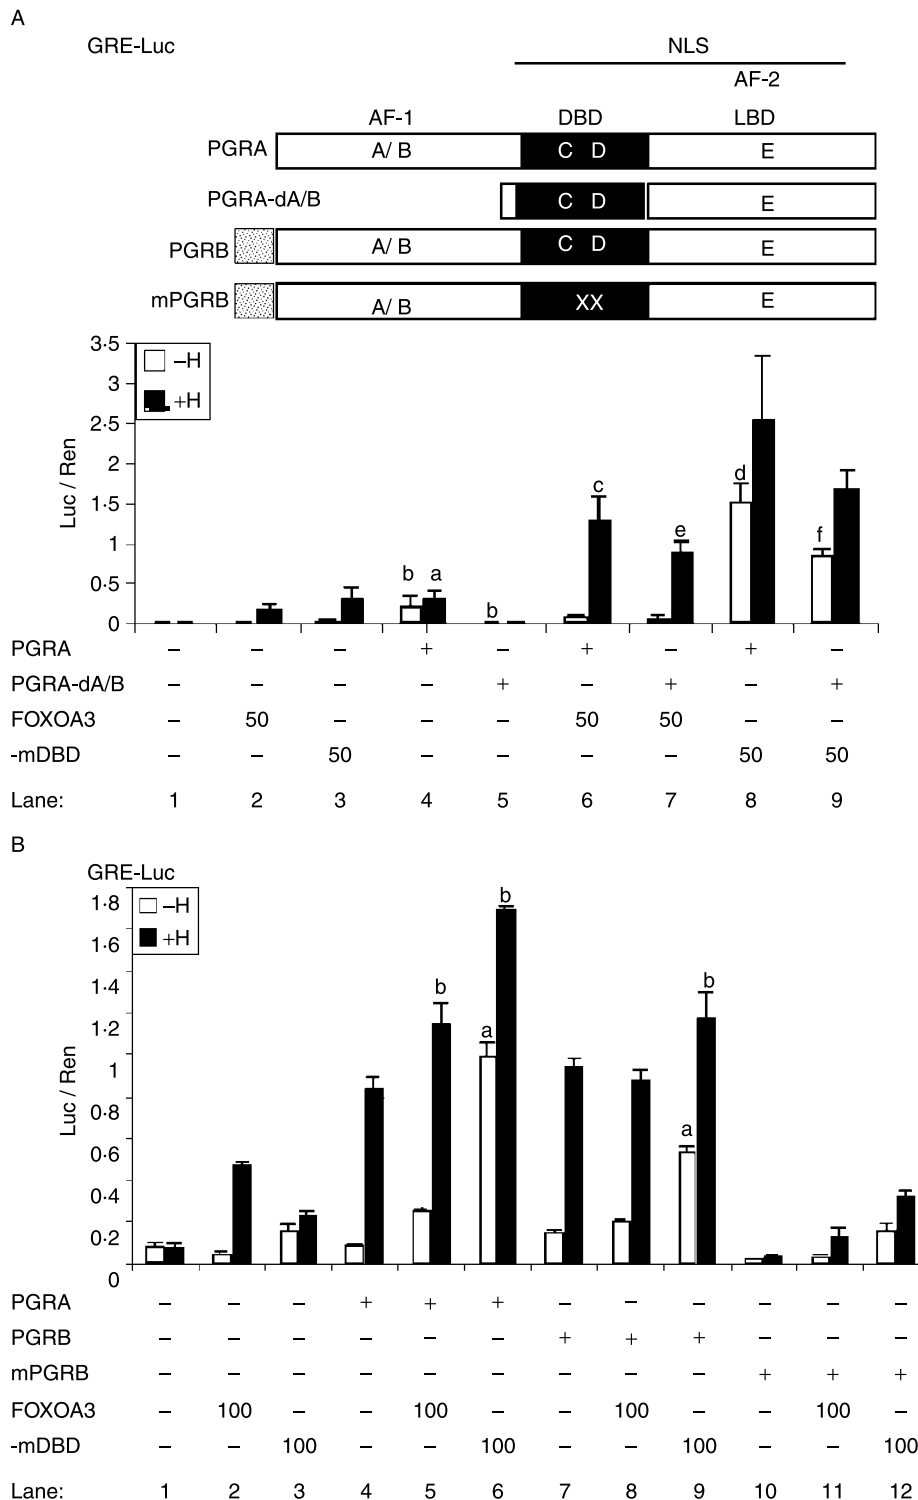 A
GRE-Luc NLS
AF-2
AF-1 DBD LBD
PGRA A/ B C D E
PGRA-dA/B C D E
PGRB A/ B C D E
mPGRB A/ B XX E
3·5
3
2·5
2
1·5
1
0·5
0
Luc / Ren
–H
+H
b a b c e d f
PGRA – – – + – + – + –
PGRA-dA/B – – – – + – + – +
FOXOA3 – 50 – – – 50 50 – –
-mDBD – – 50 – – – – 50 50
Lane: 1 2 3 4 5 6 7 8 9
B
GRE-Luc
1·8
1·6
1·4
1·2
1
0·8
0·6
0·4
0·2
0
Luc / Ren
–H
+H
b a b a b
PGRA – – – + + + – – – – – –
PGRB – – – – – – + + + – – –
mPGRB – – – – – – – – – + + +
FOXOA3 – 100 – – 100 – – 100 – – 100 –
-mDBD – – 100 – – 100 – – 100 – – 100
Lane: 1 2 3 4 5 6 7 8 9 10 11 12